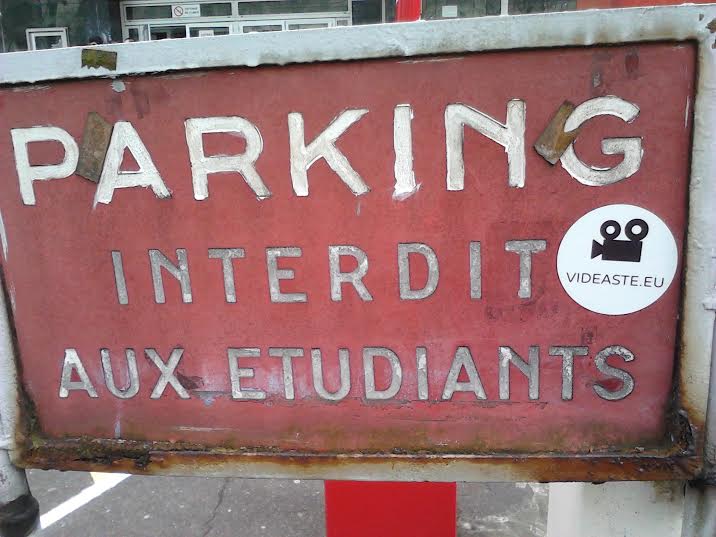 PARKING
INTERDIT
VIDEASTE.EU
AUX ETUDIANTS